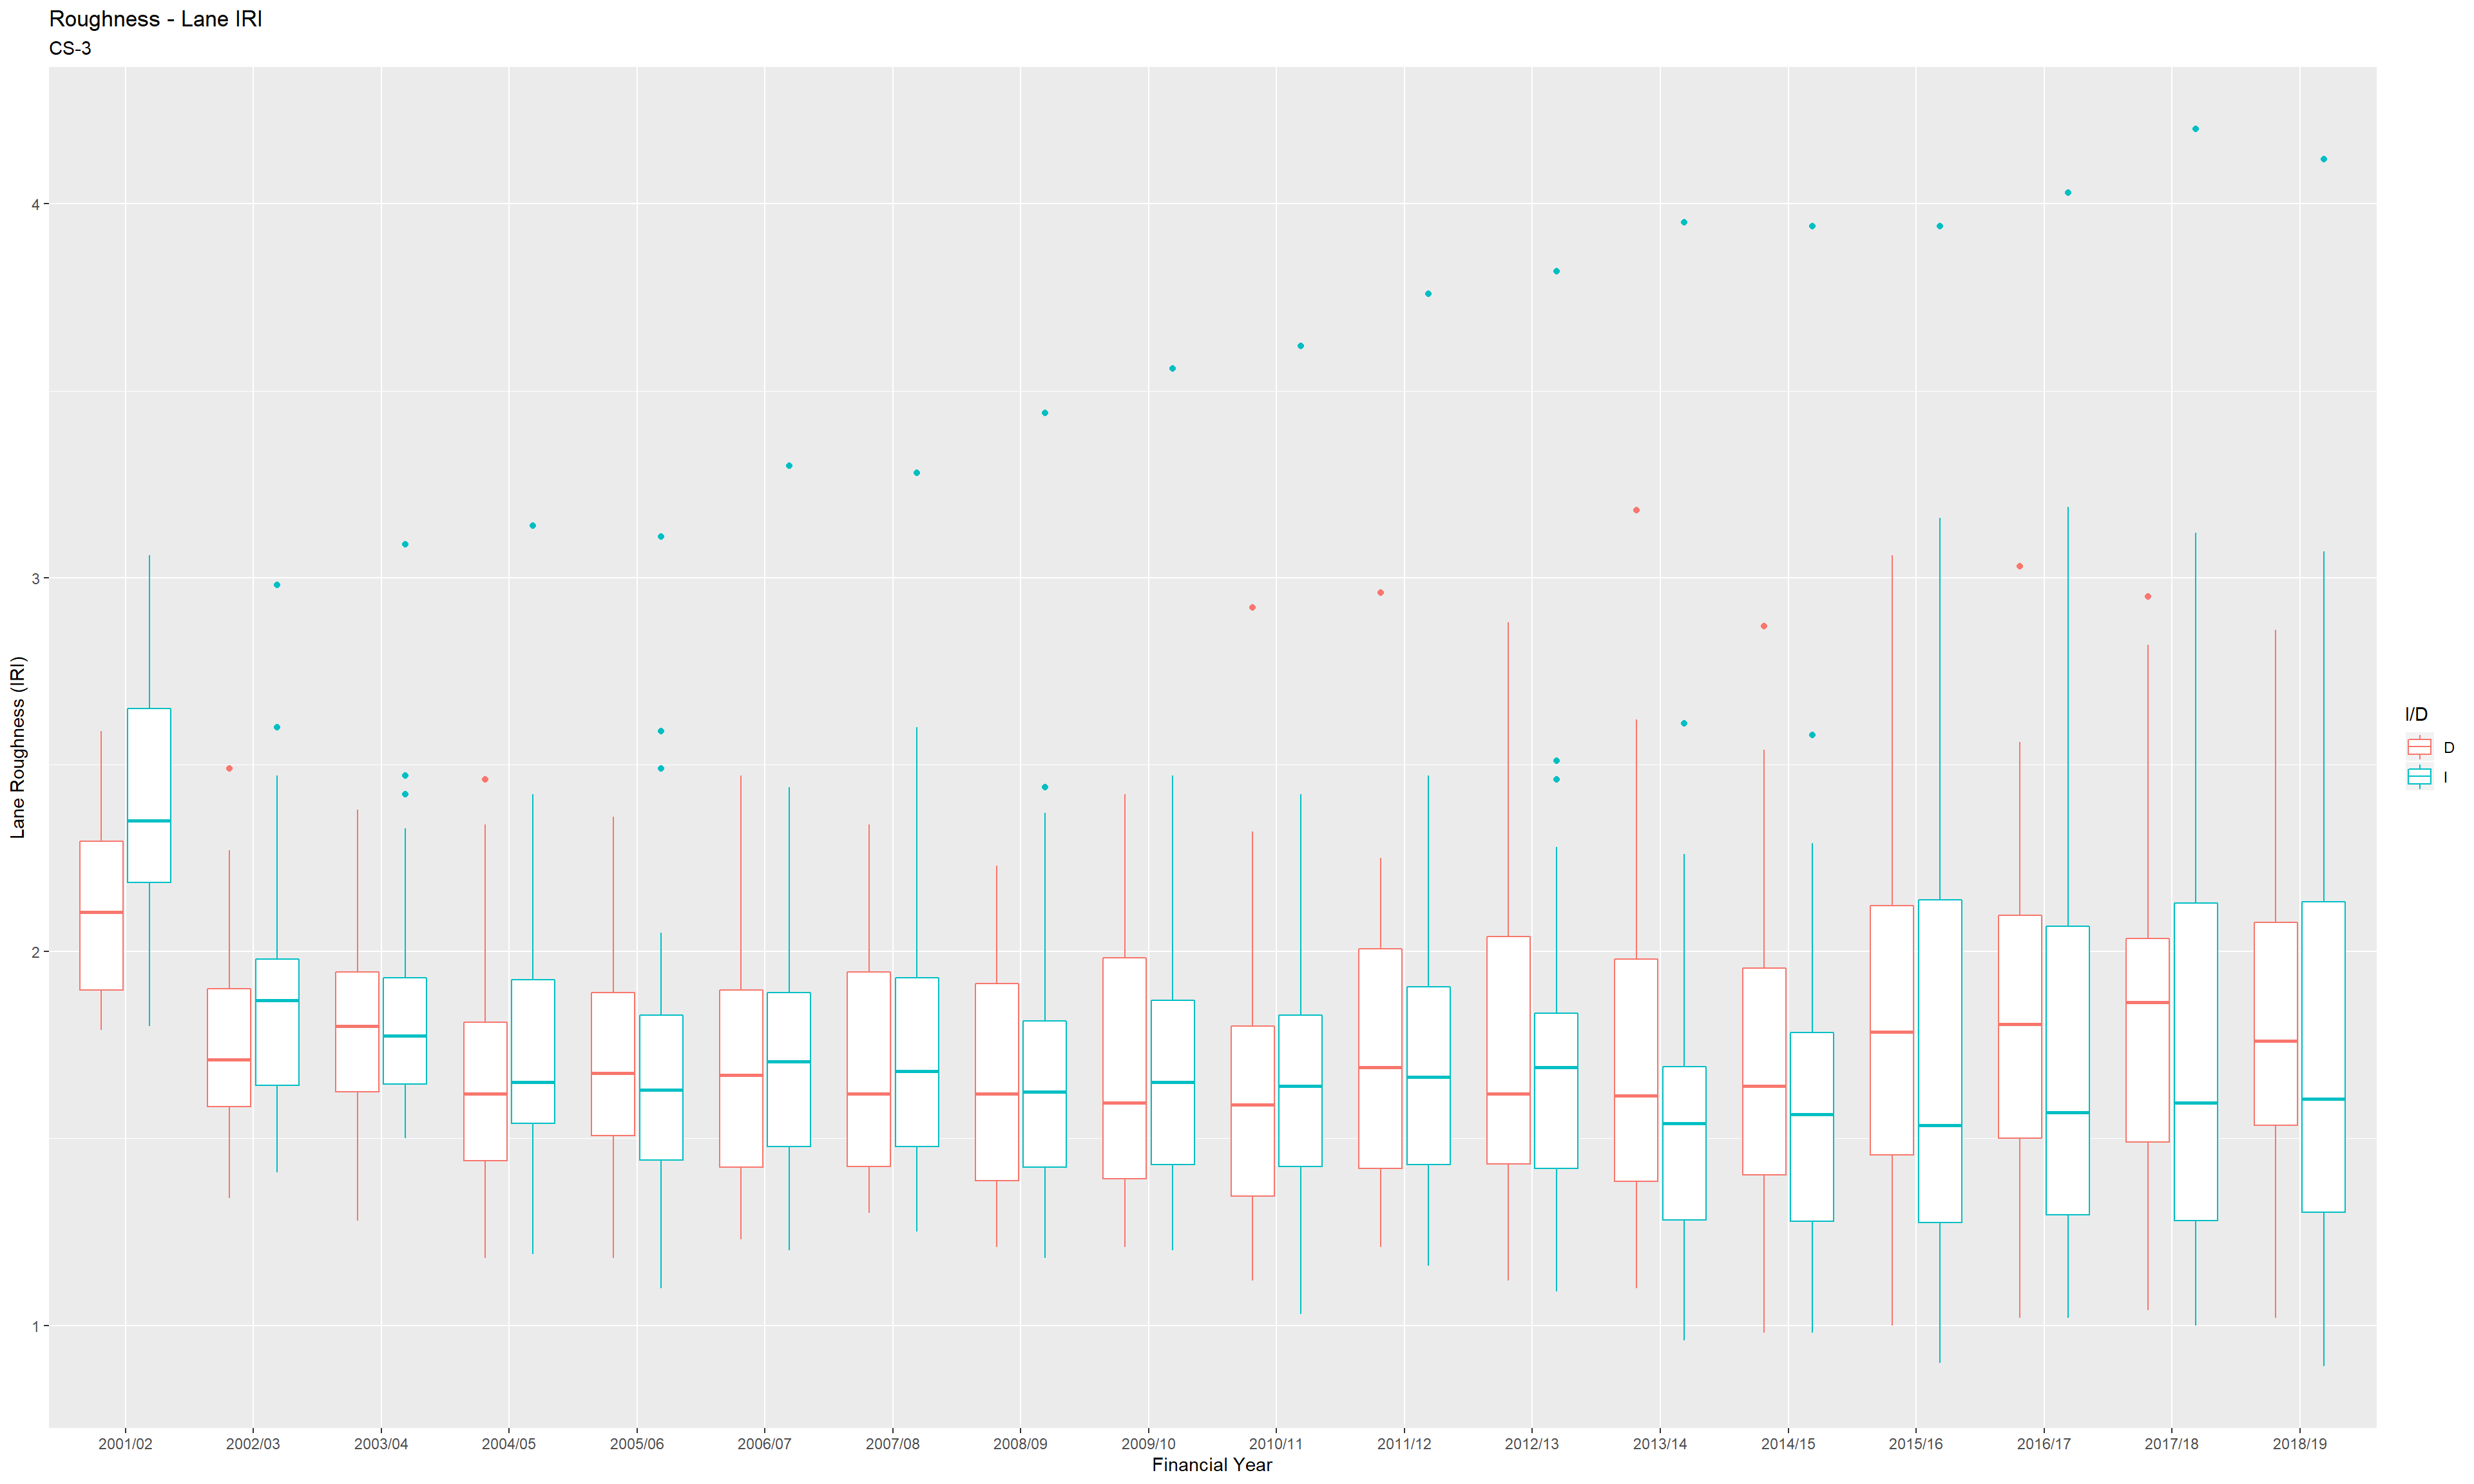 Roughness - Lane IRI
CS-3
Lane Roughness (IRI)
4
3
2
1
2001/02 2002/03 2003/04 2004/05 2005/06 2006/07 2007/08 2008/09 2009/10 2010/11 2011/12 2012/13 2013/14 2014/15 2015/16 2016/17 2017/18 2018/19
Financial Year
I/D
D
I